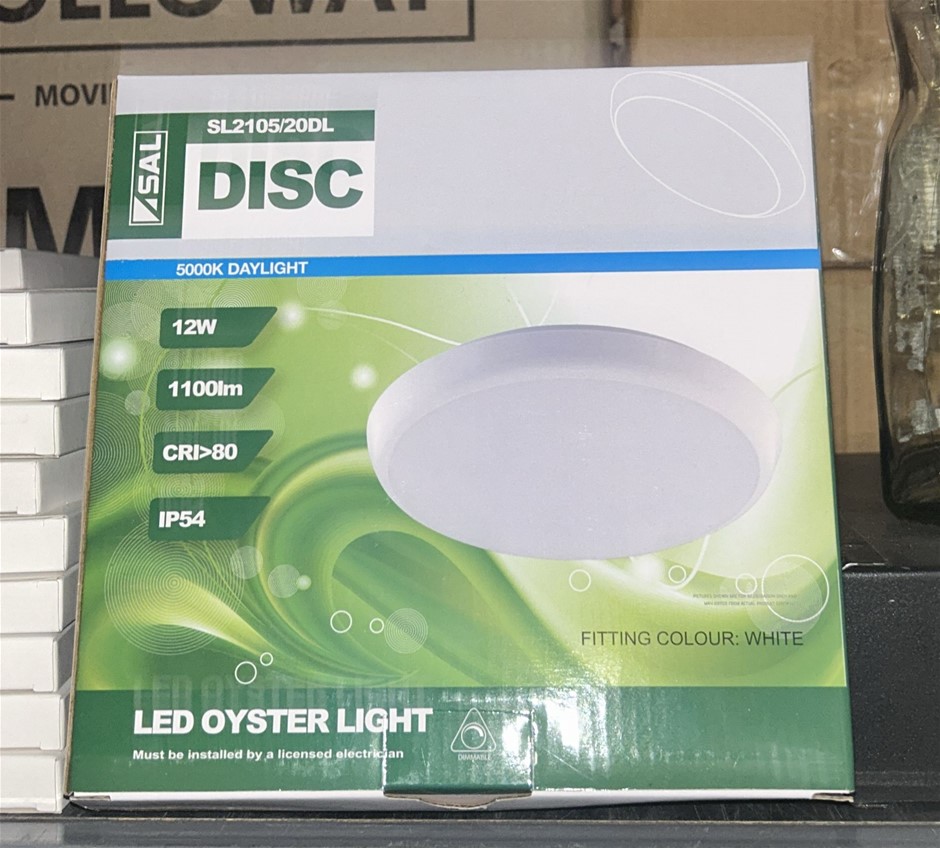 MOVI
SL2105/20DL
SAL
DISC
5000K DAYLIGHT
12W
1100lm
CRI>80
IP54
FITTING COLOUR: WHITE
LED OYSTER LIGHT
Must be installed by a licensed electrician
DIMMABLE